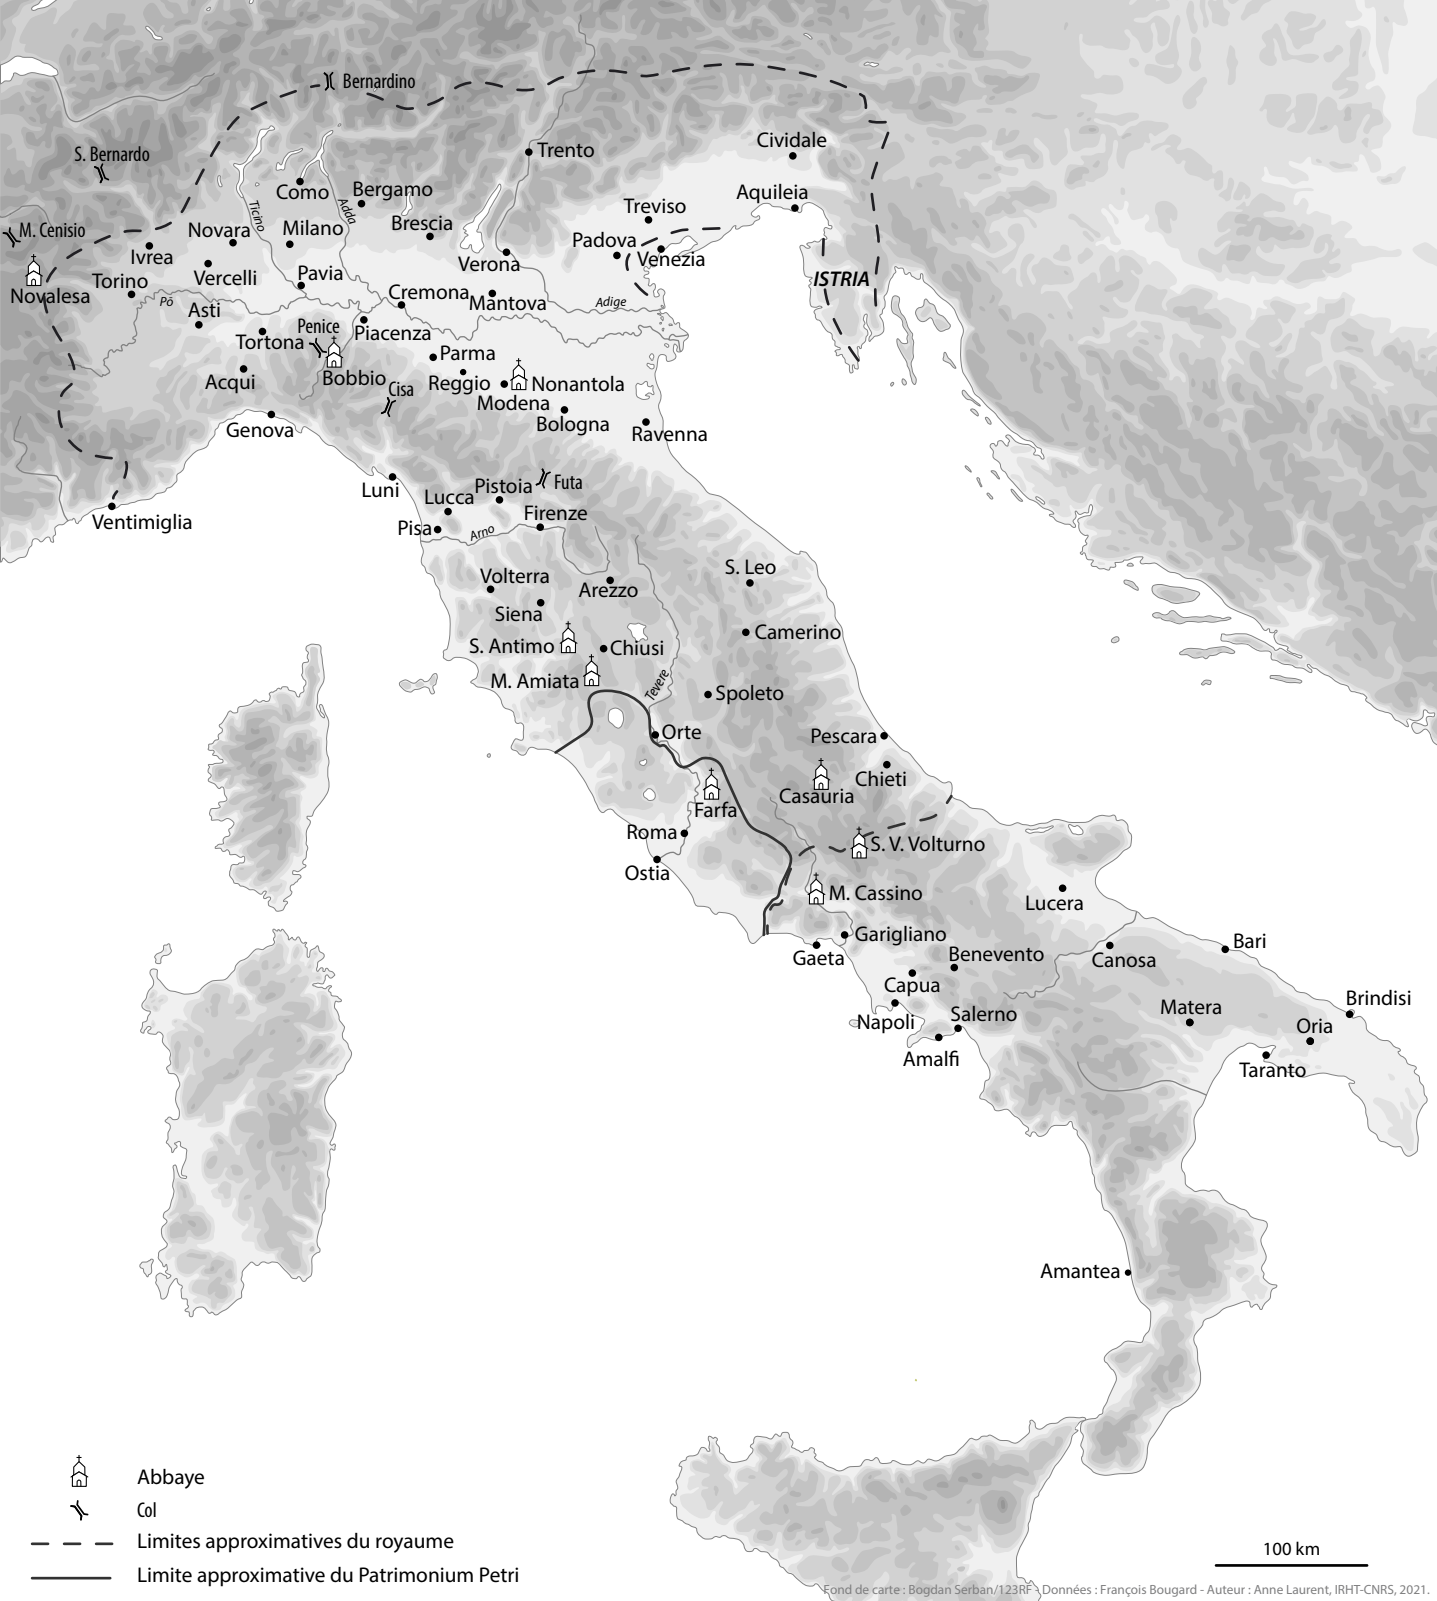 Bernardino
S. Bernardo
Trento
Cividale
Como
Bergamo
Aquileia
Ticino
Adda
Treviso
M. Cenisio
Novara
Milano
Brescia
Padova
Venezia
Ivrea
Verona
Novalesa
Torino
Vercelli
Pavia
ISTRIA
Pô
Cremona
Mantova
Adige
Asti
Penice
Piacenza
Tortona
Parma
Acqui
Bobbio
Cisa
Reggio
Nonantola
Modena
Bologna
Genova
Ravenna
Luni
Lucca
Pistoia
Futa
Ventimiglia
Pisa
Arno
Firenze
Volterra
Arezzo
S. Leo
Siena
S. Antimo
Chiusi
Camerino
M. Amiata
Tevere
Spoleto
Orte
Pescara
Chieti
Casauria
Farfa
Roma
S. V. Volturno
Ostia
M. Cassino
Lucera
Garigliano
Gaeta
Benevento
Canosa
Bari
Capua
Napoli
Salerno
Matera
Brindisi
Oria
Amalfi
Taranto
Amantea
Abbaye
Col
Limites approximatives du royaume
Limite approximative du Patrimonium Petri
100 km
Fond de carte : Bogdan Serban/123RF - Données : François Bougard - Auteur : Anne Laurent, IRHT-CNRS, 2021.